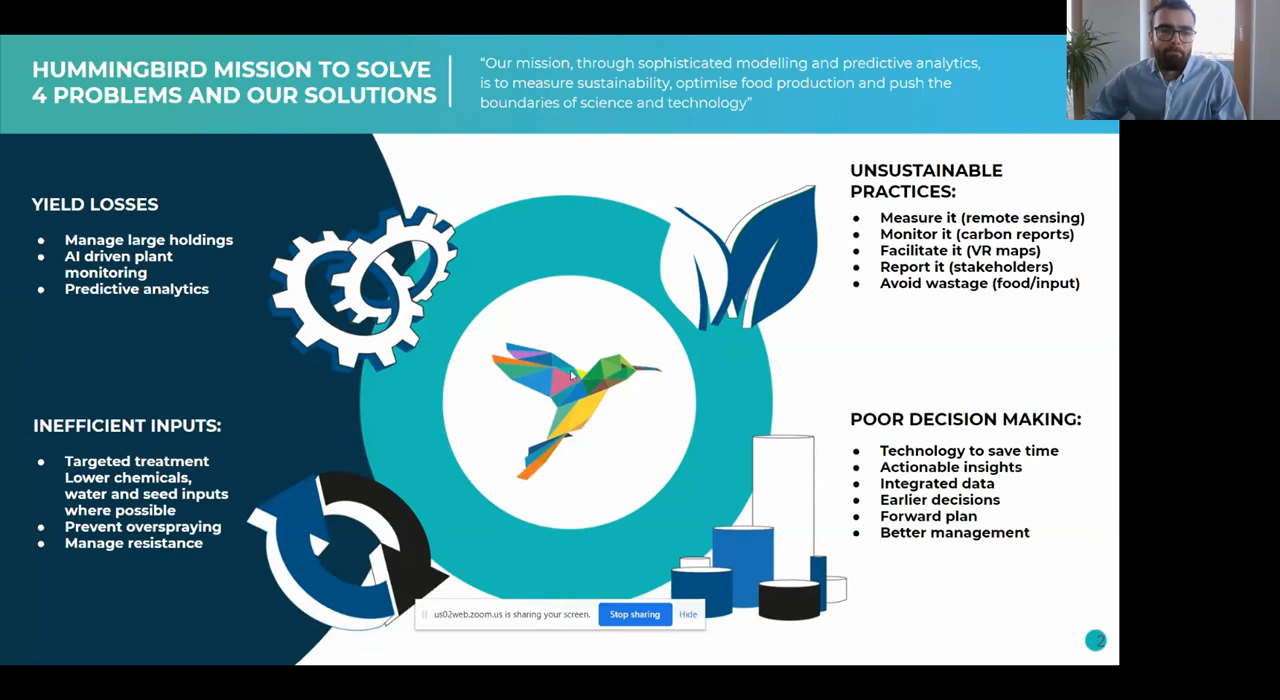 HUMMINGBIRD MISSION TO SOLVE
4 PROBLEMS AND OUR SOLUTIONS
“Our mission, through sophisticated modelling and predictive analytics,
is to measure sustainability, optimise food production and push the
boundaries of science and technology”
YIELD LOSSES
● Manage large holdings
● AI driven plant
monitoring
● Predictive analytics
INEFFICIENT INPUTS:
● Targeted treatment
Lower chemicals,
water and seed inputs
where possible
● Prevent overspraying
● Manage resistance
UNSUSTAINABLE
PRACTICES:
● Measure it (remote sensing)
● Monitor it (carbon reports)
● Facilitate it (VR maps)
● Report it (stakeholders)
● Avoid wastage (food/input)
POOR DECISION MAKING:
● Technology to save time
● Actionable insights
● Integrated data
● Earlier decisions
● Forward plan
● Better management
us02web.zoom.us is sharing your screen. Stop sharing Hide
2